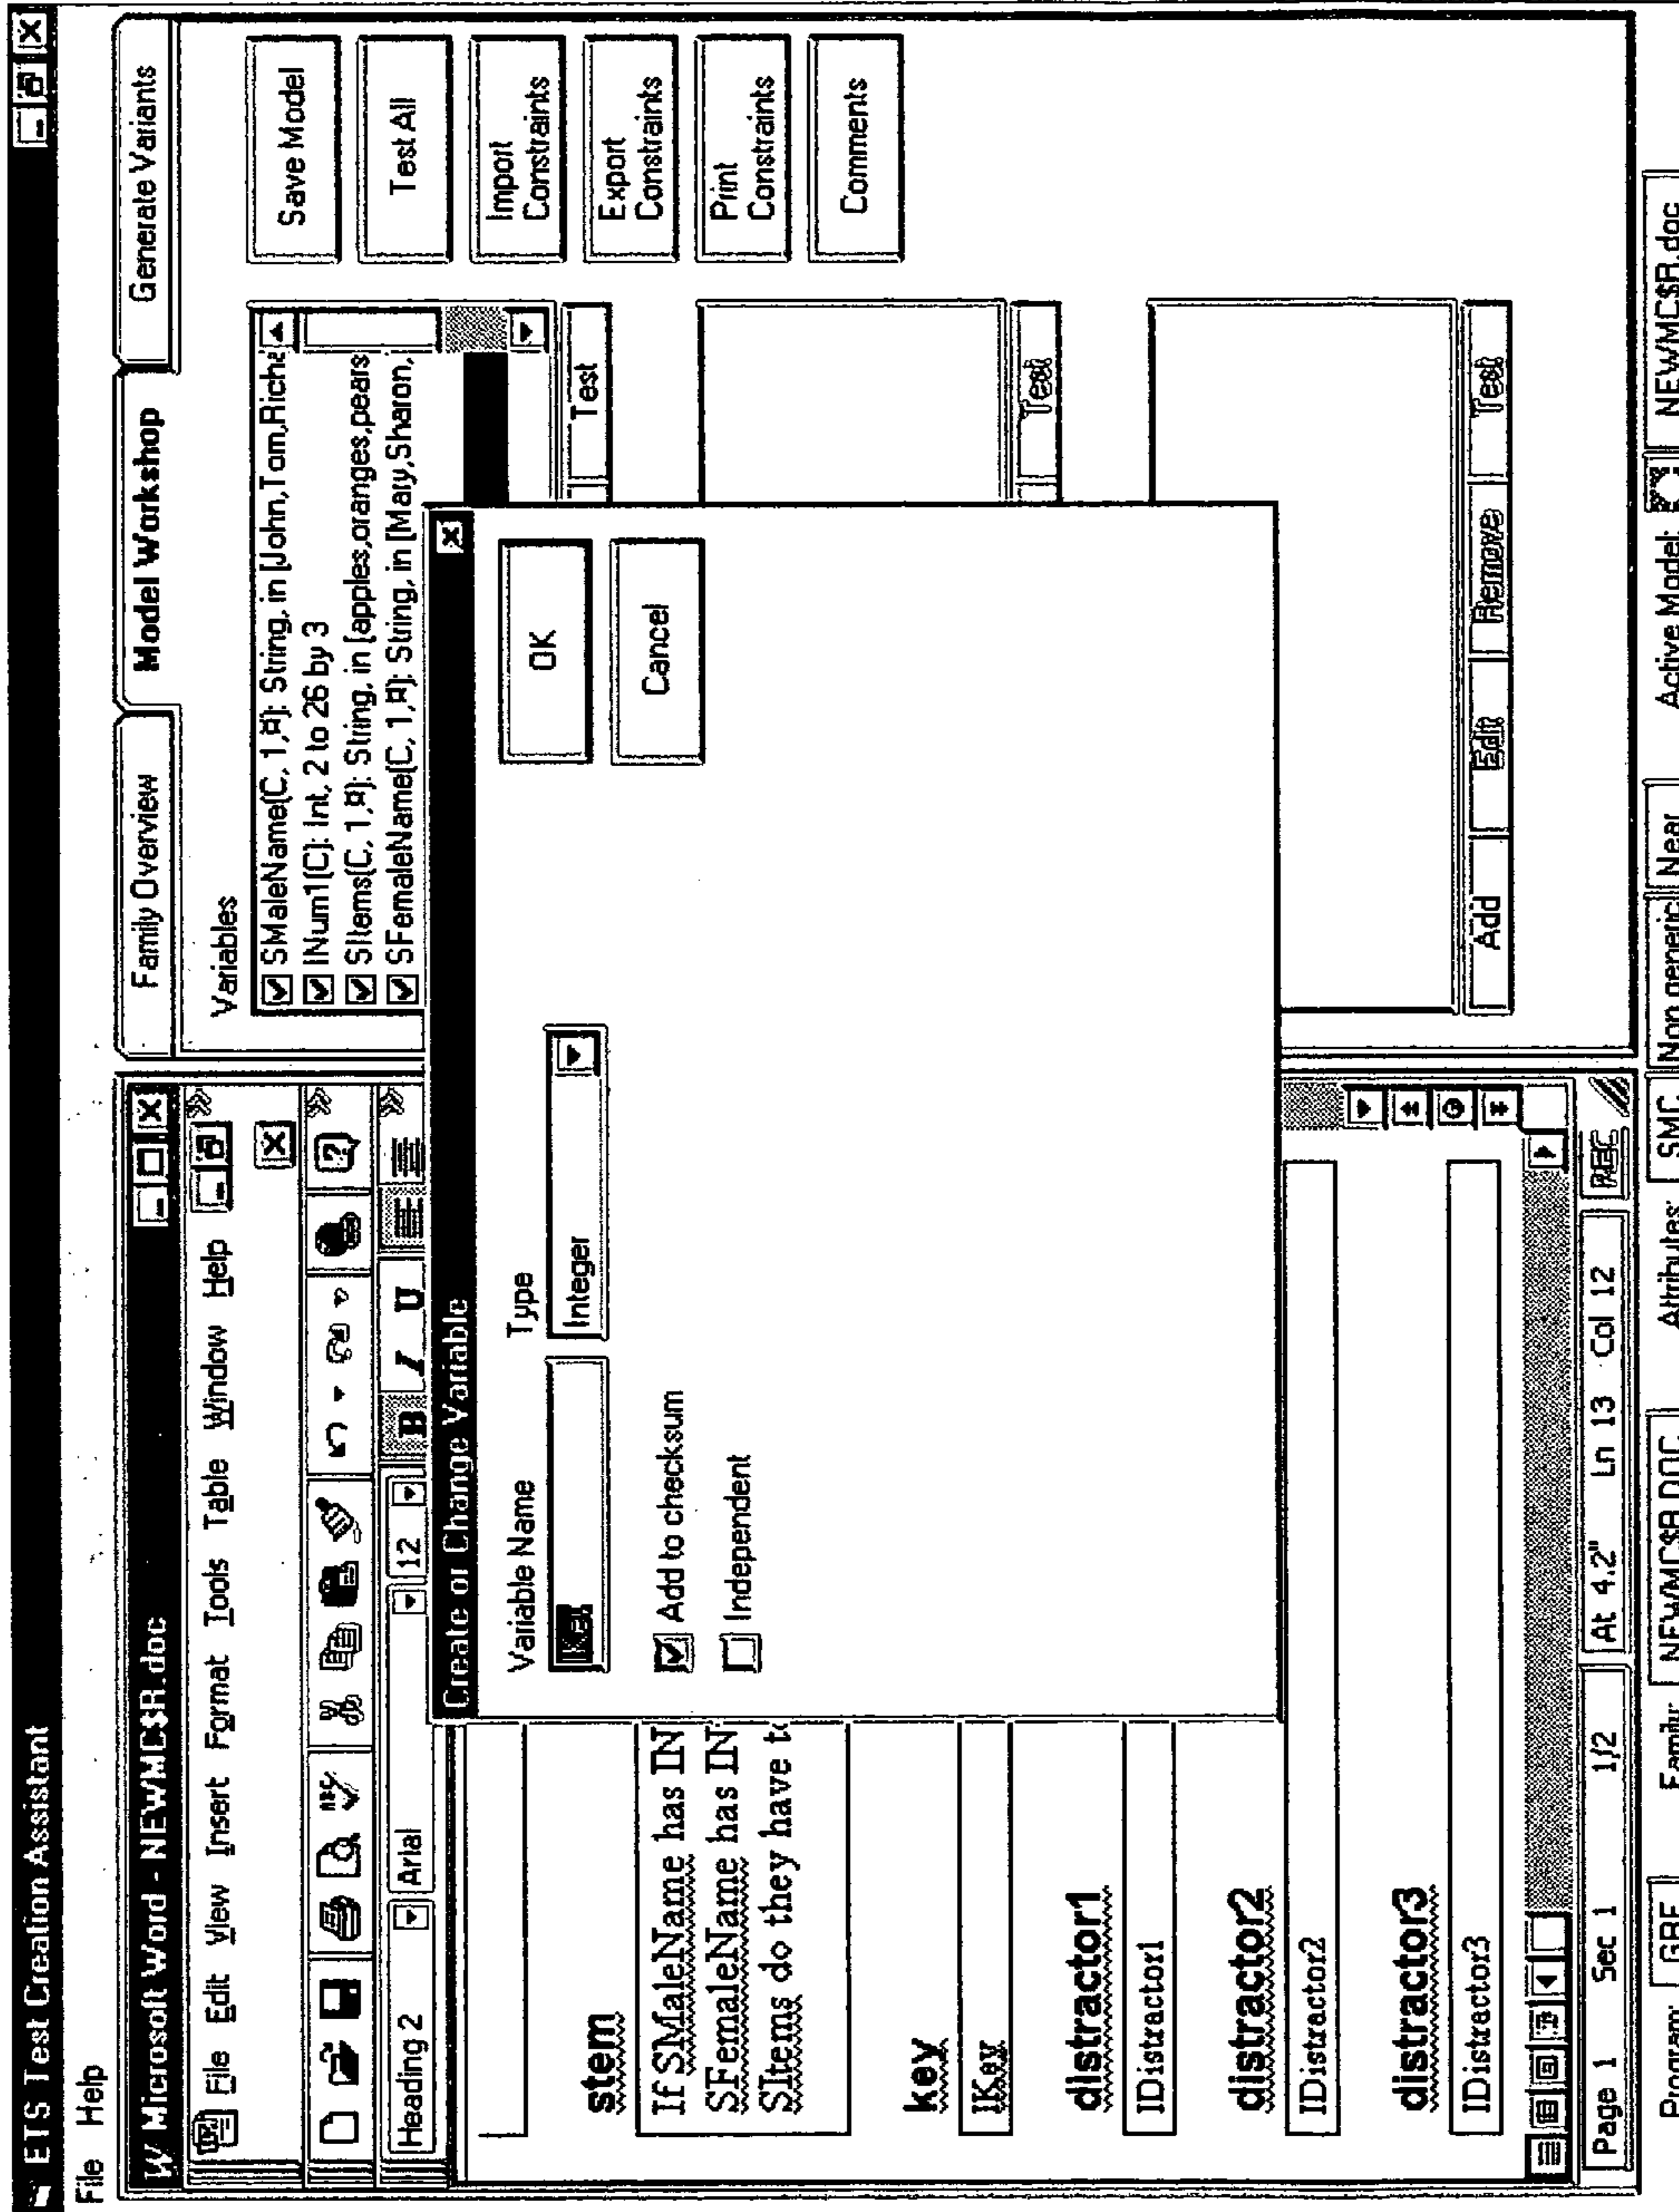 ETS Test Creation Assistant
File Help
Microsoft Word - NEWMC$R.doc
File Edit View Insert Format Tools Table Window Help
Heading 2 Arial 12 B I U
stem
If SMaleName has IN
SFemaleName has IN
SItems do they have to
key
IKey
distractor1
IDistractor1
distractor2
IDistractor2
distractor3
IDistractor3
Page 1 Sec 1 1/2 At 4.2" Ln 13 Col 12 REC
Family Overview
Model Workshop
Generate Variants
Variables
SMaleName(C, 1,¤): String, in [John,Tom,Richa
INum1(C): Int, 2 to 26 by 3
SItems(C, 1,¤): String, in [apples,oranges,pears
SFemaleName(C, 1,¤): String, in [Mary,Sharon,
Test
Test
Add Edit Remove Test
Save Model
Test All
Import
Constraints
Export
Constraints
Print
Constraints
Comments
Create or Change Variable
Variable Name Type
IKey Integer
Add to checksum
Independent
OK
Cancel
Program: GRE Family: NEWMC$R.DOC Attributes: SMC Non generic Near Active Model: NEWMC$R.doc